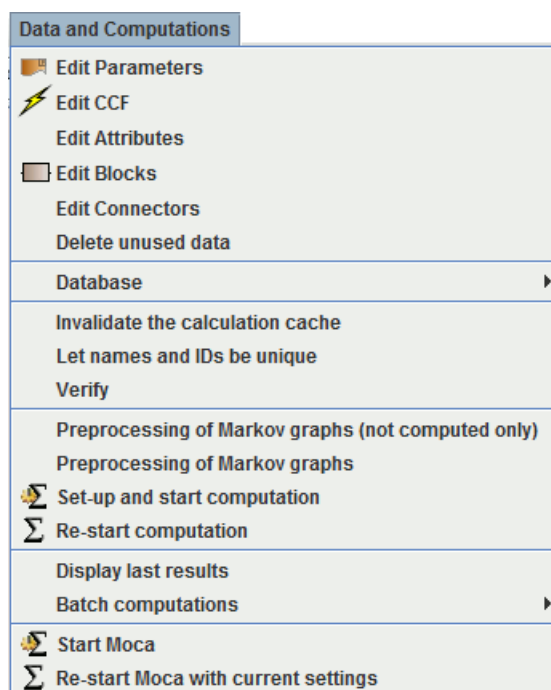 Data and Computations
Edit Parameters
Edit CCF
Edit Attributes
Edit Blocks
Edit Connectors
Delete unused data
Database
Invalidate the calculation cache
Let names and IDs be unique
Verify
Preprocessing of Markov graphs (not computed only)
Preprocessing of Markov graphs
Set-up and start computation
Re-start computation
Display last results
Batch computations
Start Moca
Re-start Moca with current settings